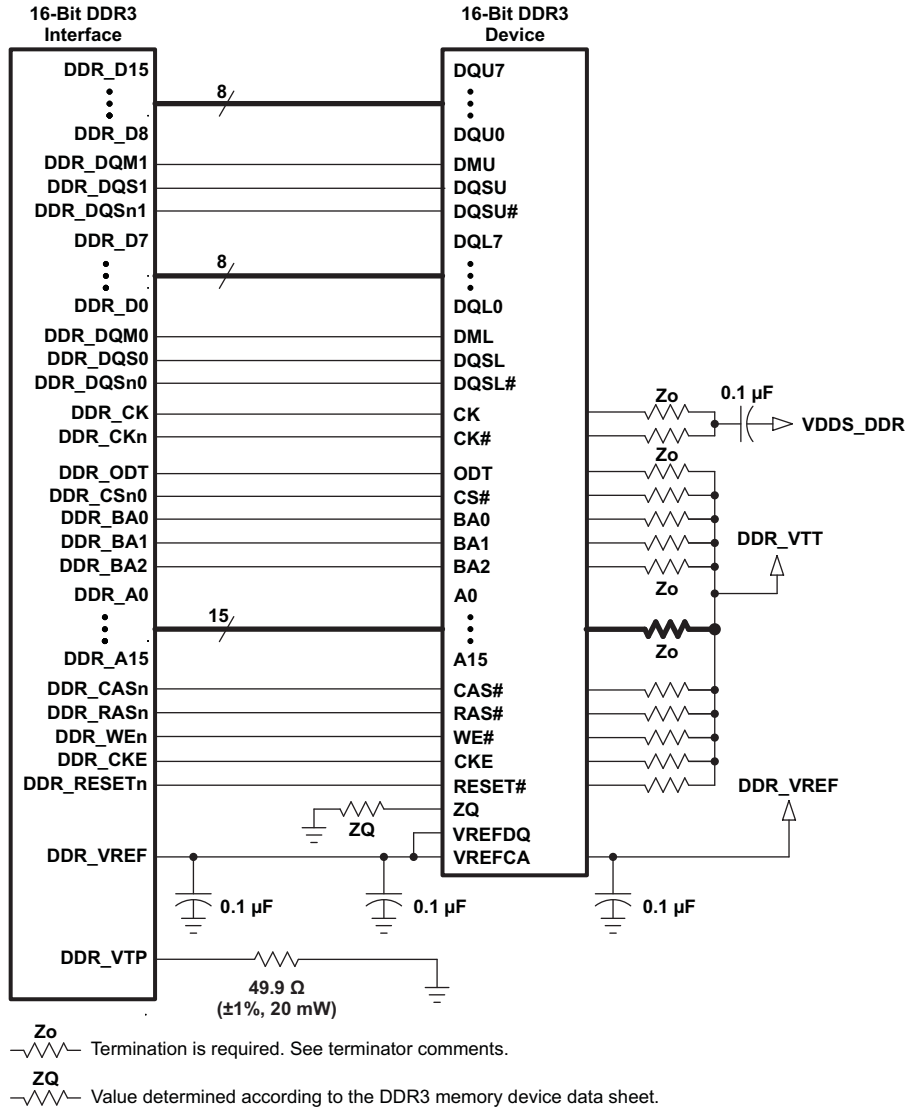 16-Bit DDR3
Interface
16-Bit DDR3
Device
DDR_D15
8
DQU7
DDR_D8
DQU0
DDR_DQM1
DMU
DDR_DQS1
DQSU
DDR_DQSn1
DQSU#
DDR_D7
8
DQL7
DDR_D0
DQL0
DDR_DQM0
DML
DDR_DQS0
DQSL
DDR_DQSn0
DQSL#
Zo
0.1 µF
DDR_CK
CK
VDDS_DDR
DDR_CKn
CK#
Zo
DDR_ODT
ODT
DDR_CSn0
CS#
DDR_BA0
BA0
DDR_BA1
BA1
DDR_VTT
DDR_BA2
BA2
Zo
DDR_A0
A0
15
Zo
DDR_A15
A15
DDR_CASn
CAS#
DDR_RASn
RAS#
DDR_WEn
WE#
DDR_CKE
CKE
DDR_RESETn
RESET#
DDR_VREF
ZQ
ZQ
VREFDQ
DDR_VREF
VREFCA
0.1 µF
0.1 µF
0.1 µF
DDR_VTP
49.9 Ω
(±1%, 20 mW)
Zo
Termination is required. See terminator comments.
ZQ
Value determined according to the DDR3 memory device data sheet.